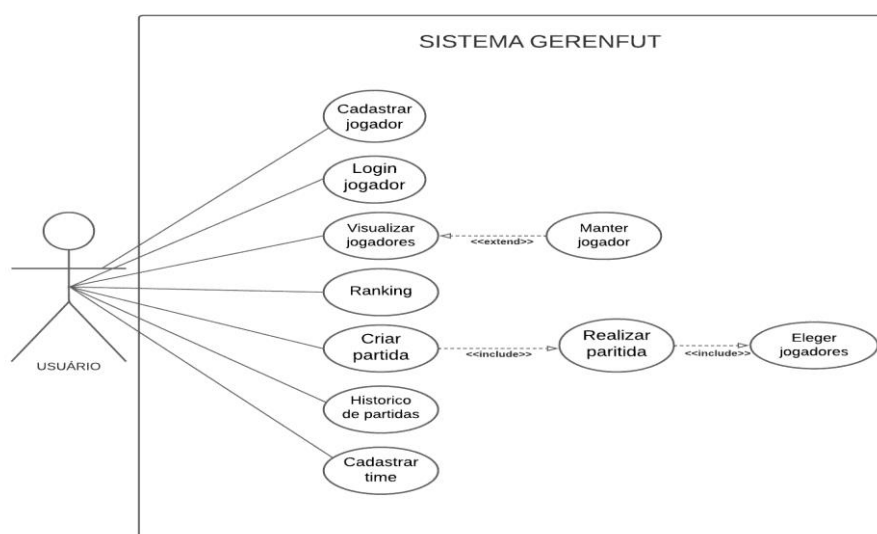 SISTEMA GERENFUT
Cadastrar
jogador
Login
jogador
Visualizar
jogadores
<<extend>>
Manter
jogador
Ranking
Criar
partida
<<include>>
Realizar
paritida
<<include>>
Eleger
jogadores
USUÁRIO
Historico
de partidas
Cadastrar
time